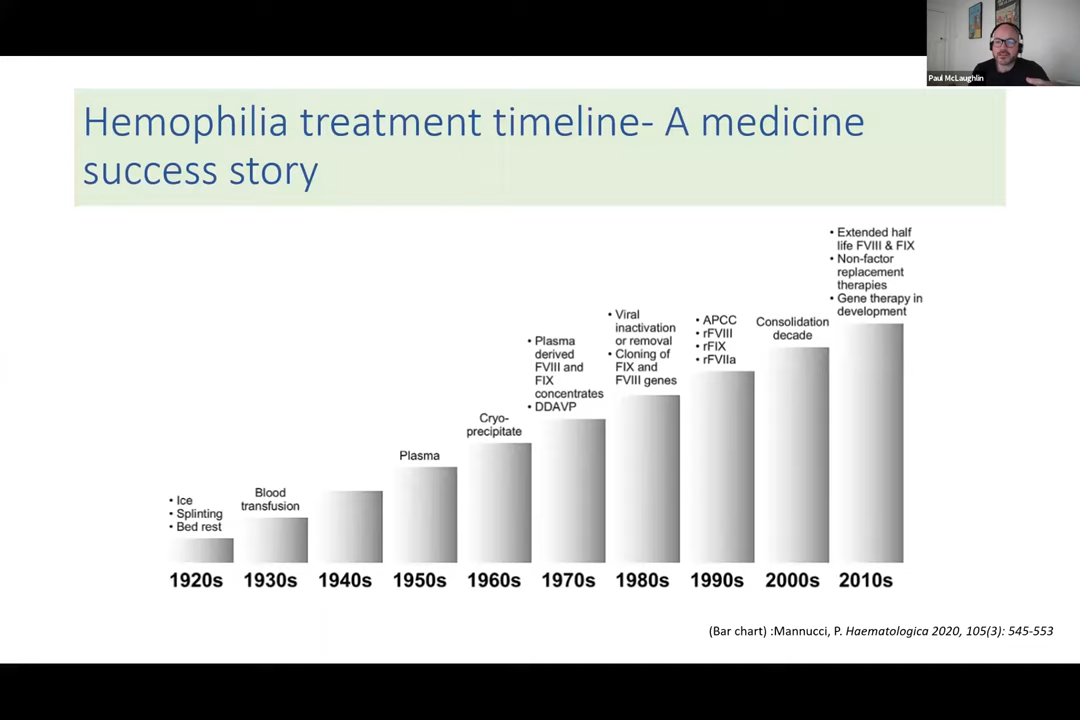 Paul McLaughlin
Hemophilia treatment timeline- A medicine
success story
• Ice
• Splinting
• Bed rest
Blood
transfusion
Plasma
Cryo-
precipitate
• Plasma
derived
FVIII and
FIX
concentrates
• DDAVP
• Viral
inactivation
or removal
• Cloning of
FIX and
FVIII genes
• APCC
• rFVIII
• rFIX
• rFVIIa
Consolidation
decade
• Extended half
life FVIII & FIX
• Non-factor
replacement
therapies
• Gene therapy in
development
1920s 1930s 1940s 1950s 1960s 1970s 1980s 1990s 2000s 2010s
(Bar chart) :Mannucci, P. Haematologica 2020, 105(3): 545-553